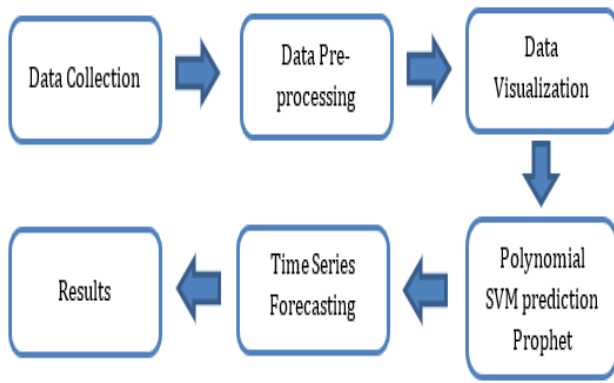 Data Collection
Data Pre-
processing
Data
Visualization
Polynomial
SVM prediction
Prophet
Time Series
Forecasting
Results